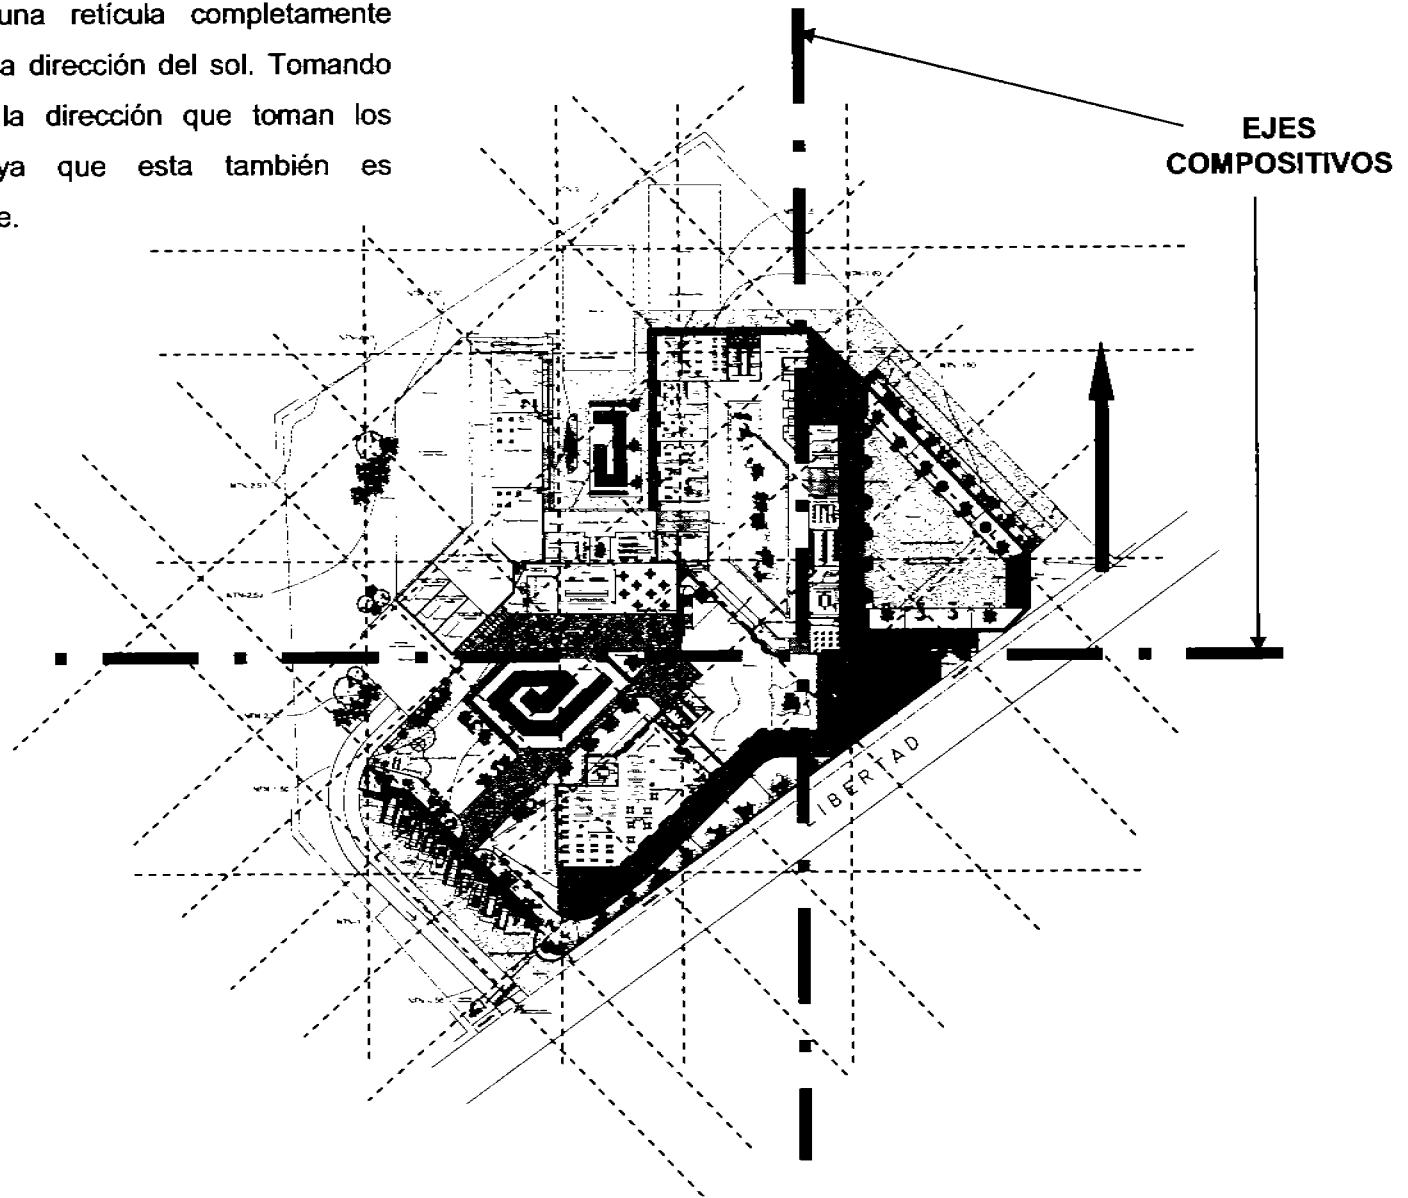 una retícula completamente
a dirección del sol. Tomando
la dirección que toman los
ya que esta también es
e.
EJES
COMPOSITIVOS
LIBERTAD